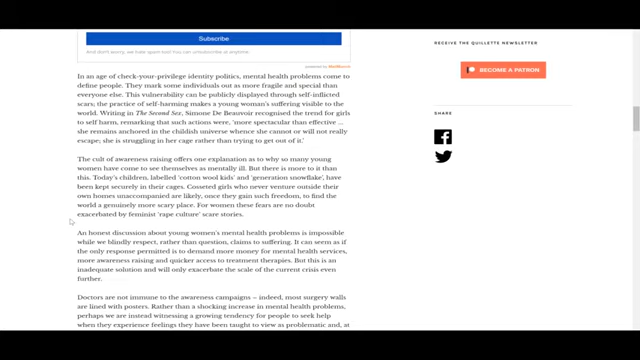 Subscribe
And don't worry, we hate spam too! You can unsubscribe at anytime.
powered by MailMunch
In an age of check-your-privilege identity politics, mental health problems come to
define people. They mark some individuals out as more fragile and special than
everyone else. This vulnerability can be publicly displayed through self-inflicted
scars; the practice of self-harming makes a young woman's suffering visible to the
world. Writing in The Second Sex, Simone De Beauvoir recognised the trend for girls
to self harm, remarking that such actions were, 'more spectacular than effective ...
she remains anchored in the childish universe whence she cannot or will not really
escape; she is struggling in her cage rather than trying to get out of it.'
The cult of awareness raising offers one explanation as to why so many young
women have come to see themselves as mentally ill. But there is more to it than
this. Today's children, labelled 'cotton wool kids' and 'generation snowflake', have
been kept securely in their cages. Cosseted girls who never venture outside their
own homes unaccompanied are likely, once they gain such freedom, to find the
world a genuinely more scary place. For women these fears are no doubt
exacerbated by feminist 'rape culture' scare stories.
An honest discussion about young women's mental health problems is impossible
while we blindly respect, rather than question, claims to suffering. It can seem as if
the only response permitted is to demand more money for mental health services,
more awareness raising and quicker access to treatment therapies. But this is an
inadequate solution and will only exacerbate the scale of the current crisis even
further.
Doctors are not immune to the awareness campaigns – indeed, most surgery walls
are lined with posters. Rather than a shocking increase in mental health problems,
perhaps we are instead witnessing a growing tendency for people to seek help
when they experience feelings they have been taught to view as problematic and, at
RECEIVE THE QUILLETTE NEWSLETTER
BECOME A PATRON
SHARE